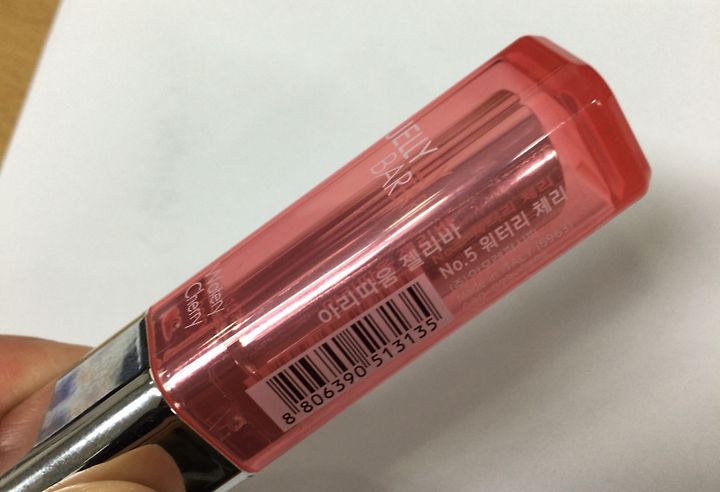 JELLY
BAR
Watery
Cherry
아리따움 젤리바
No.5 워터리 체리
8 806390 513135